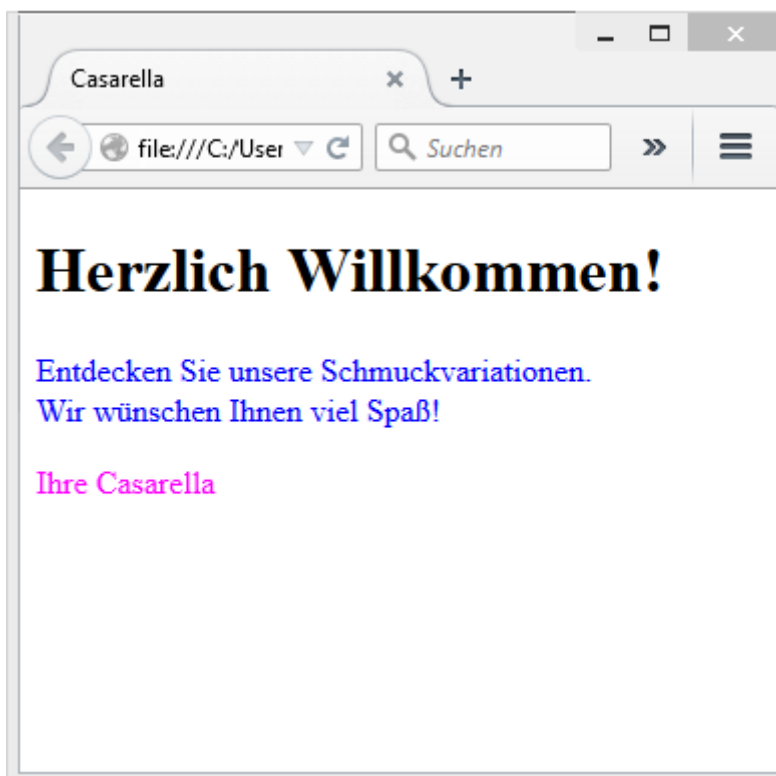 Casarella
file:///C:/User
Suchen
Herzlich Willkommen!
Entdecken Sie unsere Schmuckvariationen.
Wir wünschen Ihnen viel Spaß!
Ihre Casarella